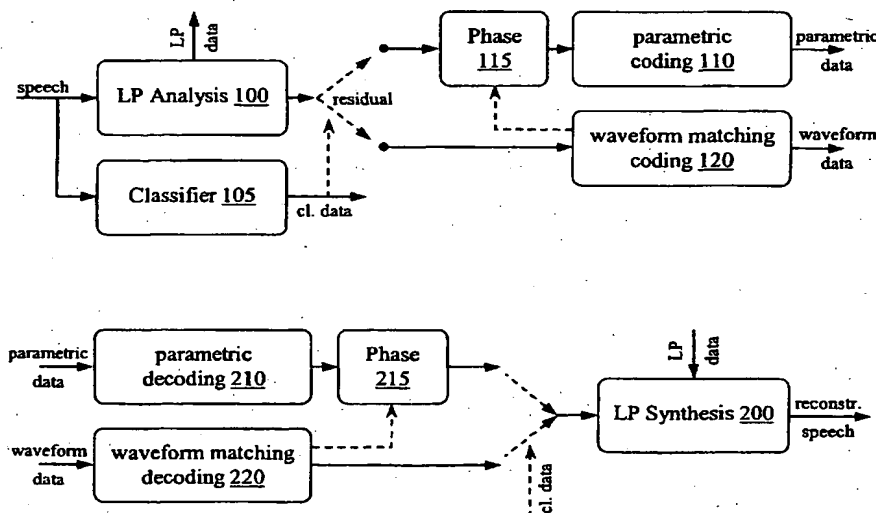 LP
data
speech
LP Analysis 100
residual
Phase
115
parametric
coding 110
parametric
data
Classifier 105
cl. data
waveform matching
coding 120
waveform
data
parametric
data
parametric
decoding 210
Phase
215
waveform
data
waveform matching
decoding 220
cl. data
LP
data
LP Synthesis 200
reconstr.
speech